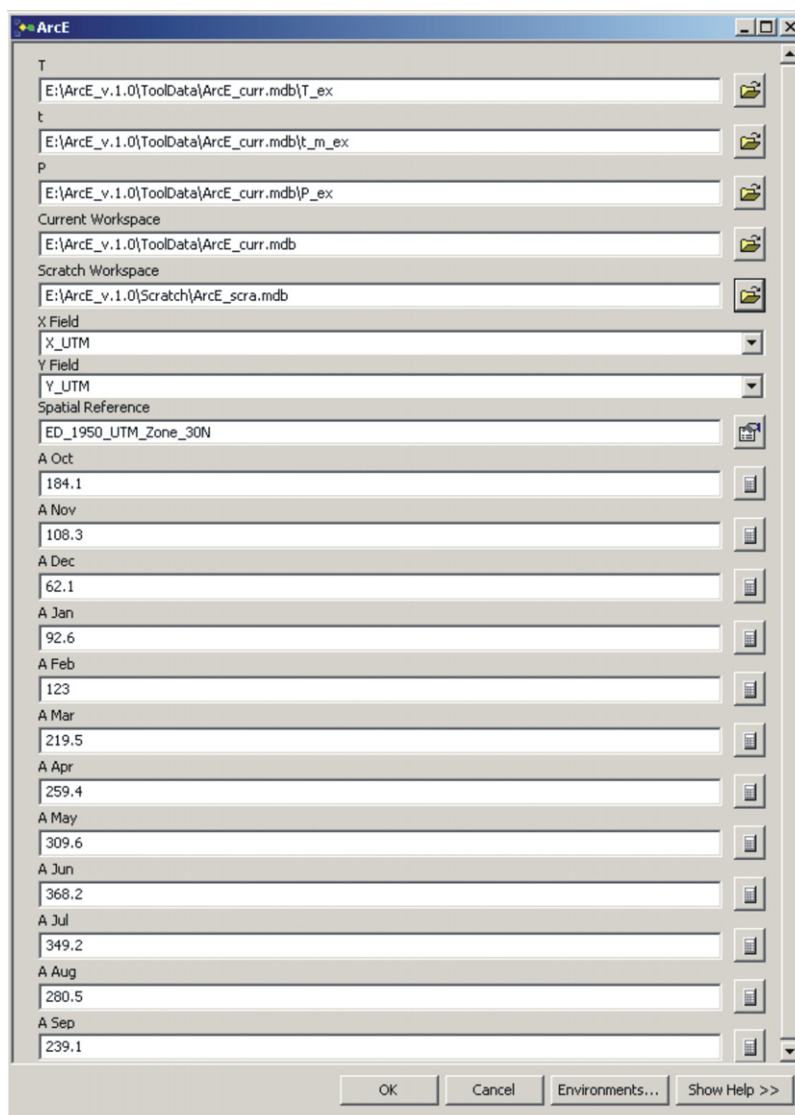 ArcE
T
E:\ArcE_v.1.0\ToolData\ArcE_curr.mdb\T_ex
t
E:\ArcE_v.1.0\ToolData\ArcE_curr.mdb\t_m_ex
P
E:\ArcE_v.1.0\ToolData\ArcE_curr.mdb\P_ex
Current Workspace
E:\ArcE_v.1.0\ToolData\ArcE_curr.mdb
Scratch Workspace
E:\ArcE_v.1.0\Scratch\ArcE_scra.mdb
X Field
X_UTM
Y Field
Y_UTM
Spatial Reference
ED_1950_UTM_Zone_30N
A Oct
184.1
A Nov
108.3
A Dec
62.1
A Jan
92.6
A Feb
123
A Mar
219.5
A Apr
259.4
A May
309.6
A Jun
368.2
A Jul
349.2
A Aug
280.5
A Sep
239.1
OK Cancel Environments... Show Help >>